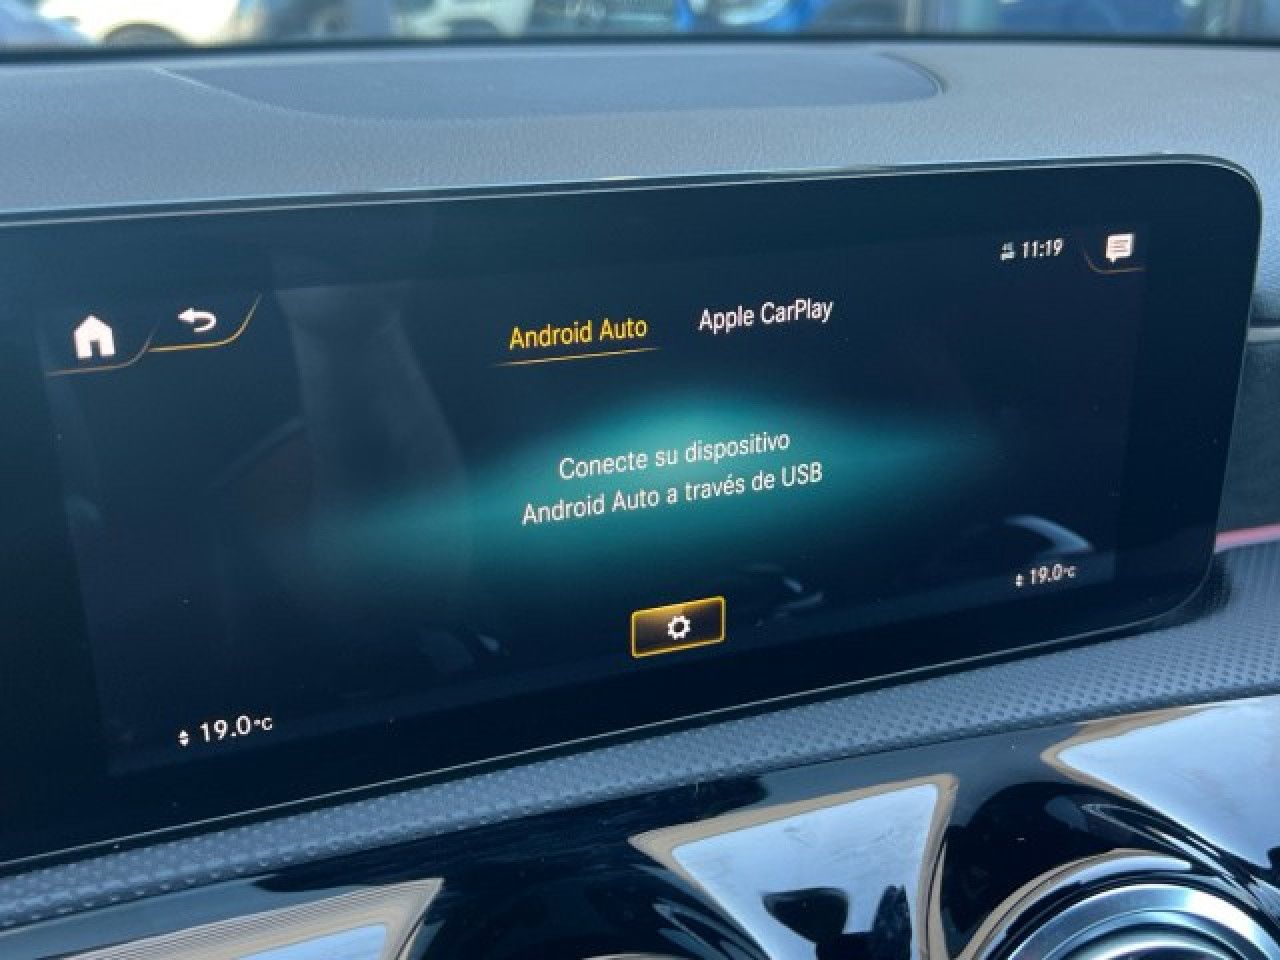 11:19
Android Auto
Apple CarPlay
Conecte su dispositivo
Android Auto a través de USB
19.0°C
19.0°C